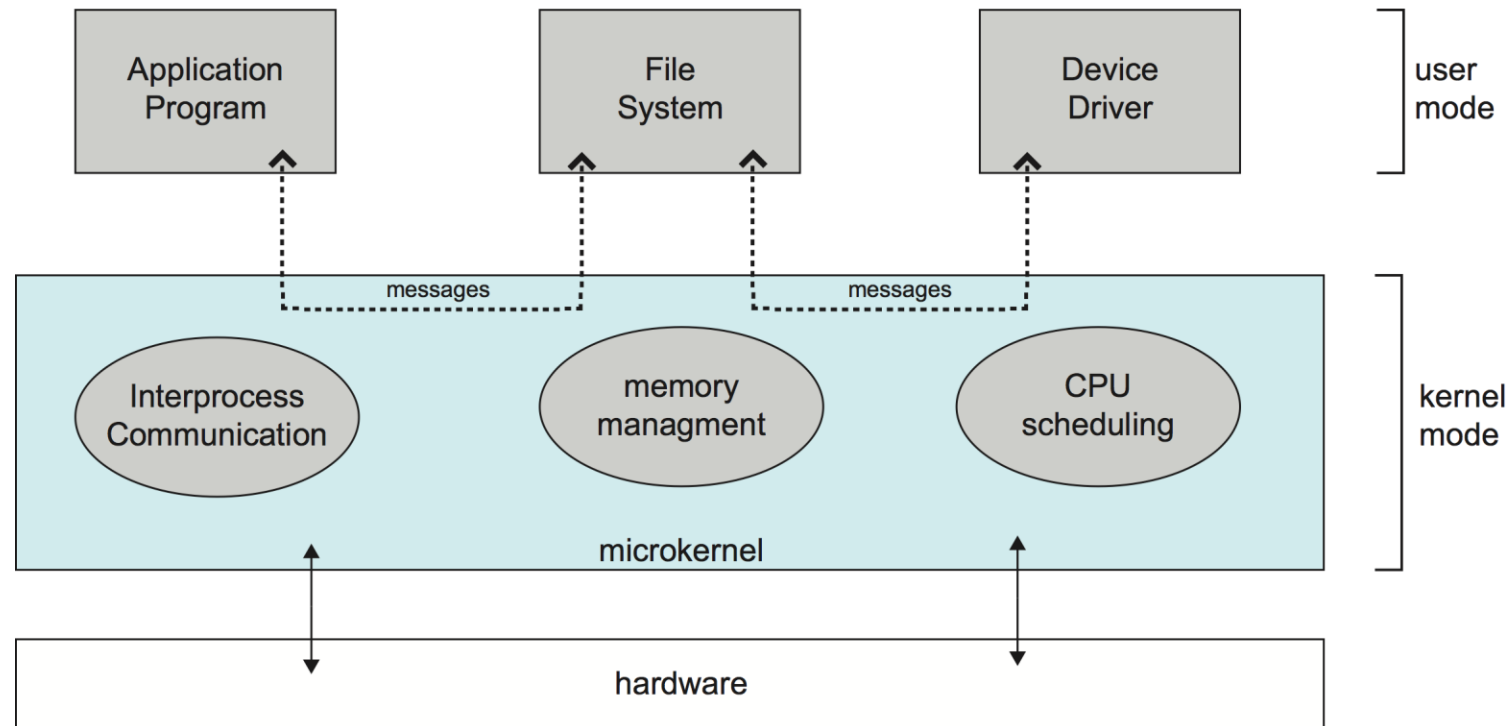 Application
Program
File
System
Device
Driver
user
mode
messages
messages
Interprocess
Communication
memory
managment
CPU
scheduling
kernel
mode
microkernel
hardware